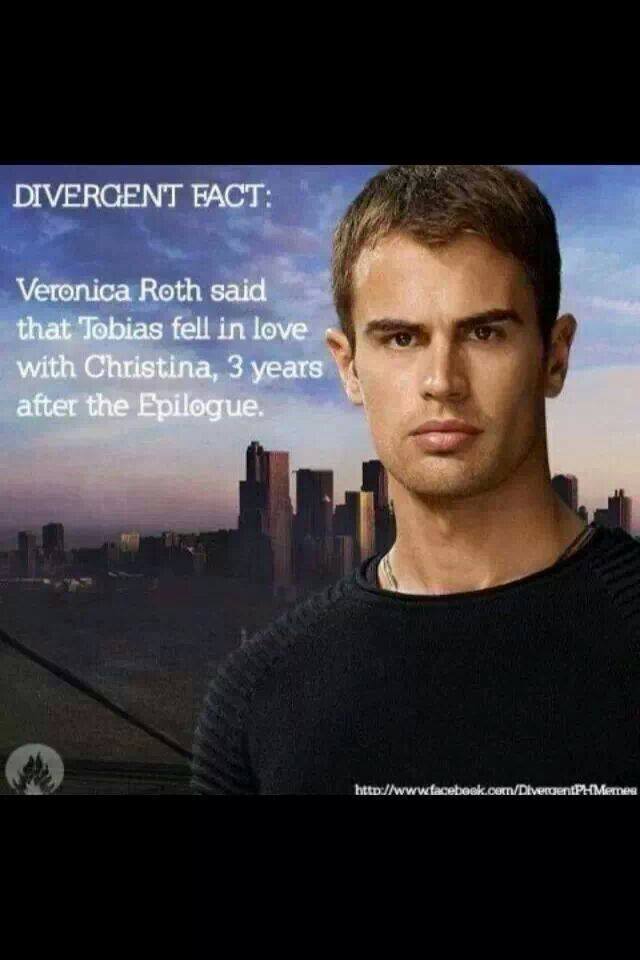 DIVERGENT FACT:
Veronica Roth said
that Tobias fell in love
with Christina, 3 years
after the Epilogue.
http://www.facebook.com/DivergentPHMemes